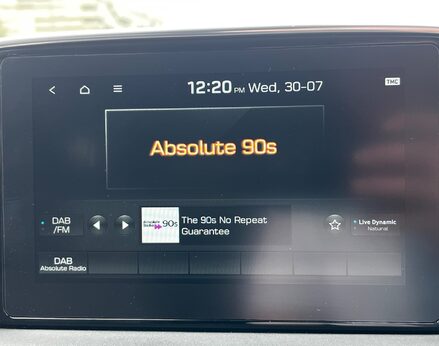 12:20 PM Wed, 30-07
TMC
Absolute 90s
DAB
/FM
Absolute
Radio 90s
The 90s No Repeat
Guarantee
Live Dynamic
Natural
DAB
Absolute Radio